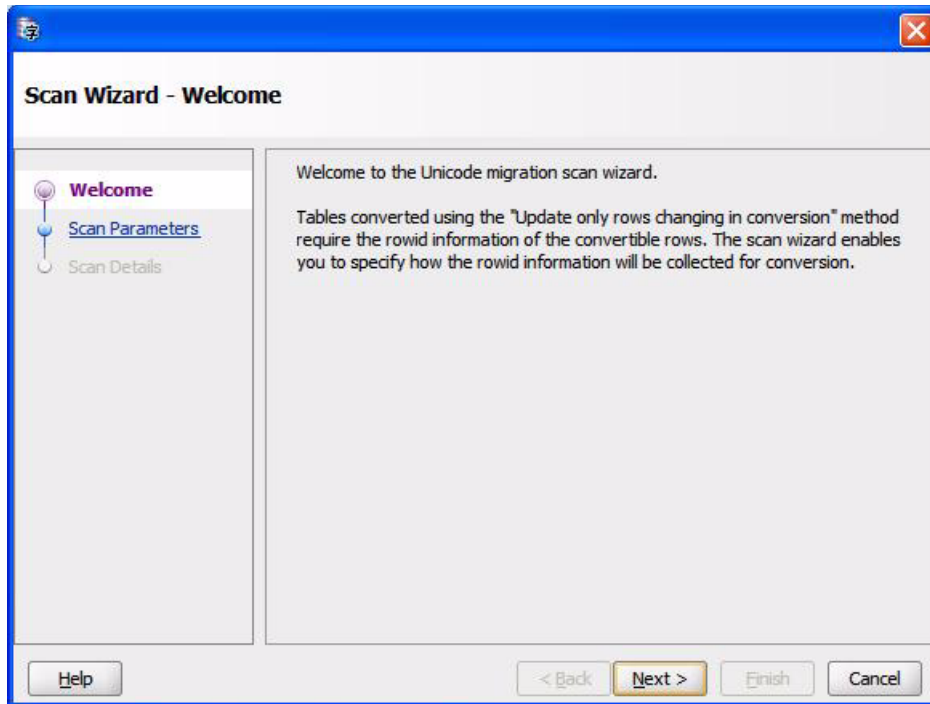 字
Scan Wizard - Welcome
Welcome
Scan Parameters
Scan Details
Welcome to the Unicode migration scan wizard.
Tables converted using the "Update only rows changing in conversion" method
require the rowid information of the convertible rows. The scan wizard enables
you to specify how the rowid information will be collected for conversion.
Help
< Back
Next >
Finish
Cancel